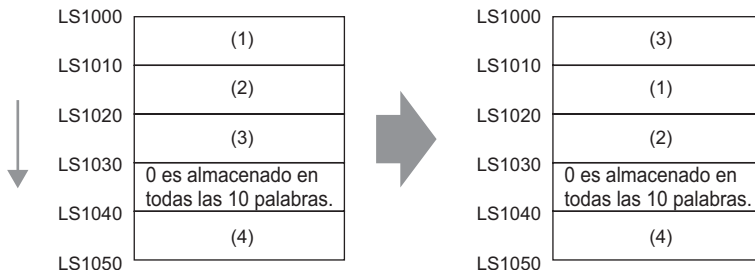 LS1000
(1)
LS1010
(2)
LS1020
(3)
LS1030
0 es almacenado en
todas las 10 palabras.
LS1040
(4)
LS1050
LS1000
(3)
LS1010
(1)
LS1020
(2)
LS1030
0 es almacenado en
todas las 10 palabras.
LS1040
(4)
LS1050